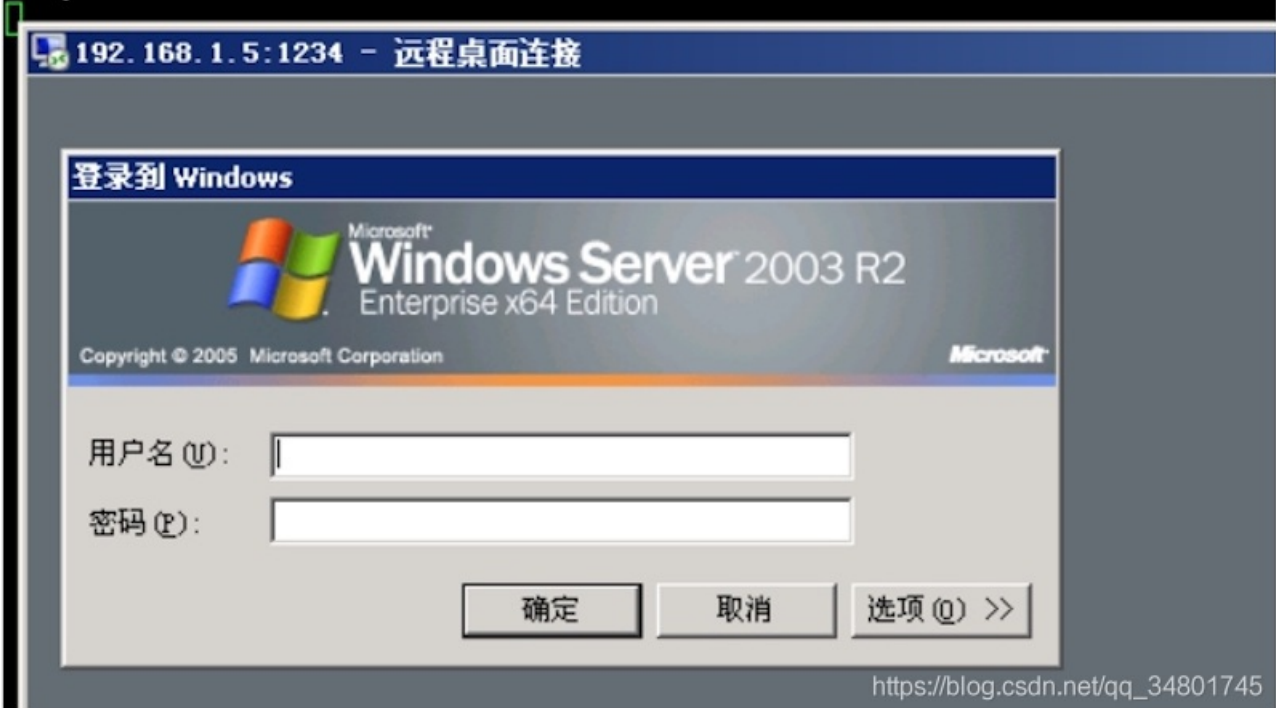 192.168.1.5:1234 - 远程桌面连接
登录到 Windows
Microsoft
Windows Server 2003 R2
Enterprise x64 Edition
Copyright © 2005 Microsoft Corporation Microsoft
用户名(U):
密码(P):
确定 取消 选项(O) >>
https://blog.csdn.net/qq_34801745